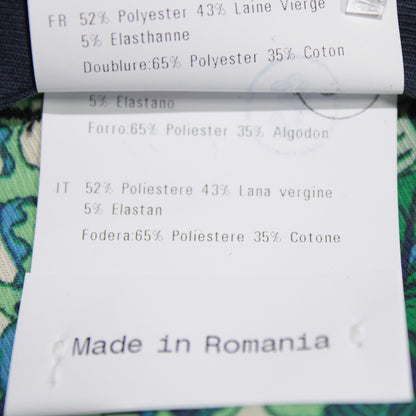 FR 52% Polyester 43% Laine Vierge
5% Elasthanne
Doublure:65% Polyester 35% Coton
5% Elastano
Forro:65% Poliester 35% Algodon
IT 52% Poliestere 43% Lana vergine
5% Elastan
Fodera:65% Poliestere 35% Cotone
Made in Romania